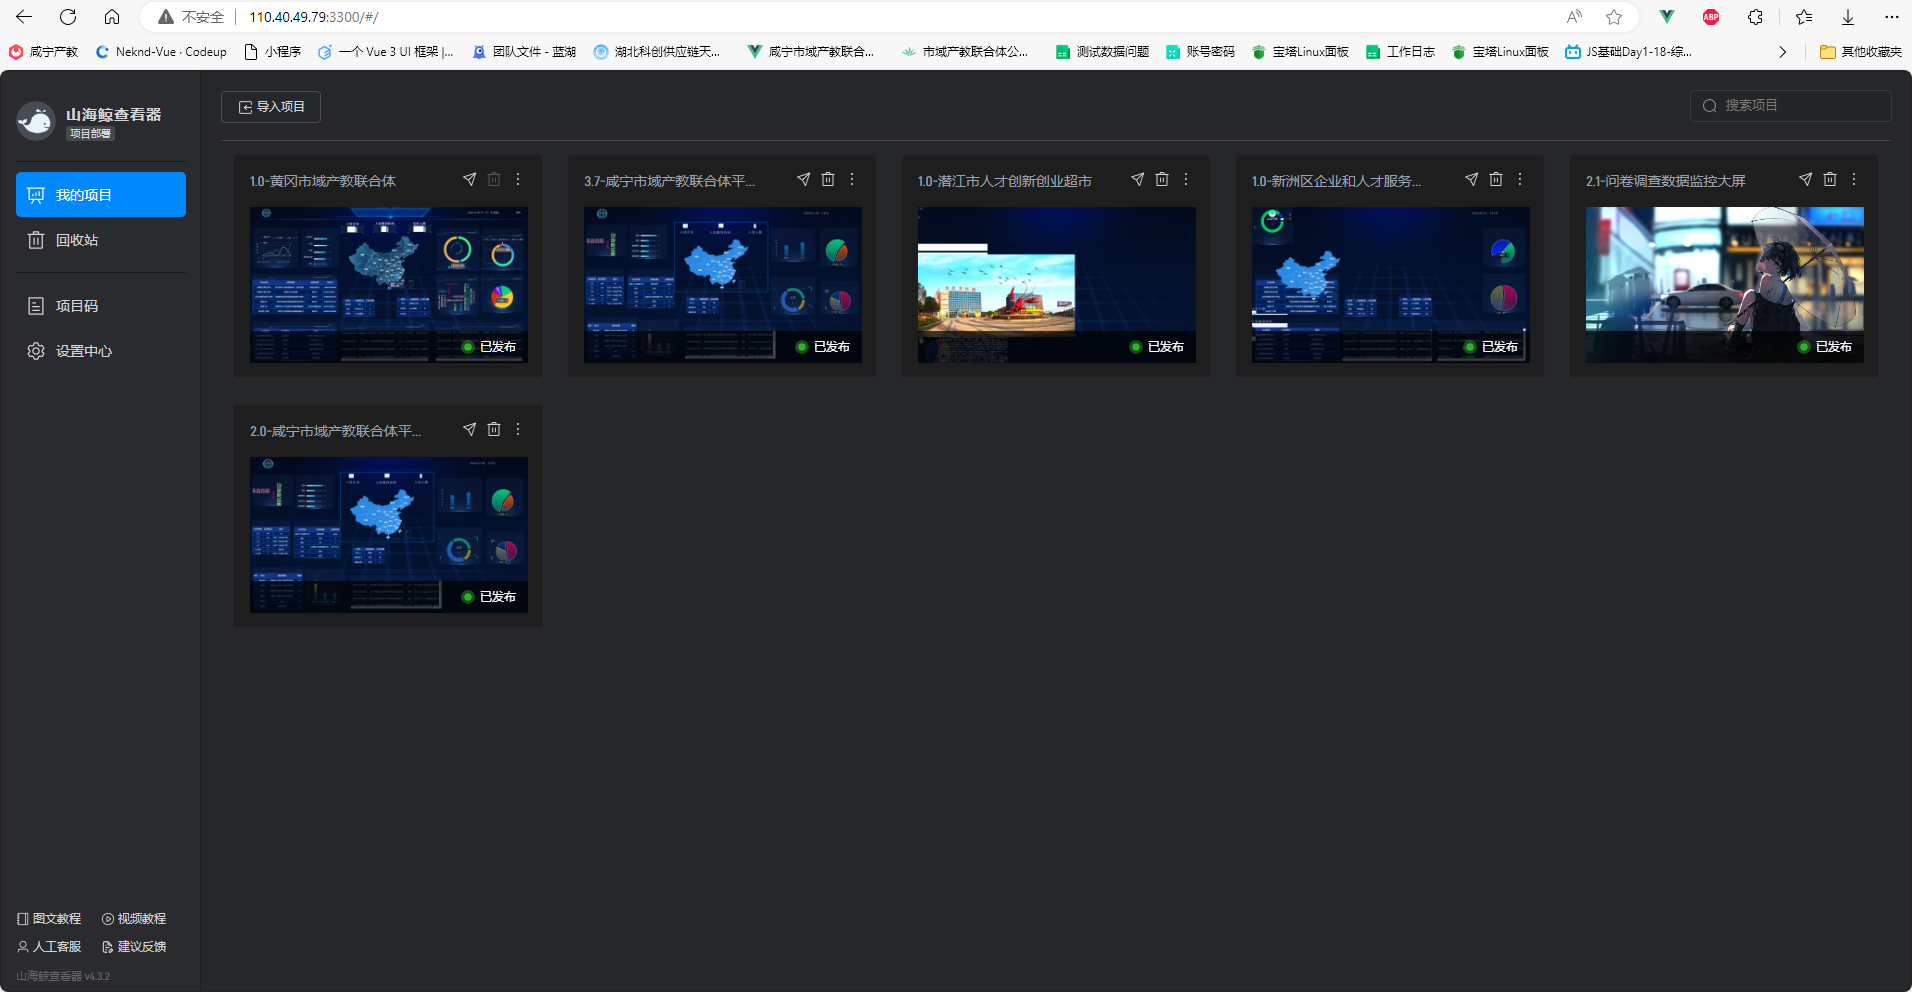 不安全
110.40.49.79:3300/#/
咸宁产教
Neknd-Vue · Codeup
小程序
一个 Vue 3 UI 框架 |...
团队文件 - 蓝湖
湖北科创供应链天...
咸宁市域产教联合...
市域产教联合体公...
测试数据问题
账号密码
宝塔Linux面板
工作日志
宝塔Linux面板
JS基础Day1-18-综...
其他收藏夹
山海鲸查看器
项目部署
导入项目
搜索项目
我的项目
回收站
项目码
设置中心
1.0-黄冈市域产教联合体
已发布
3.7-咸宁市域产教联合体平...
已发布
1.0-潜江市人才创新创业超市
已发布
1.0-新洲区企业和人才服务...
已发布
2.1-问卷调查数据监控大屏
已发布
2.0-咸宁市域产教联合体平...
已发布
图文教程
视频教程
人工客服
建议反馈
山海鲸查看器 v4.3.2